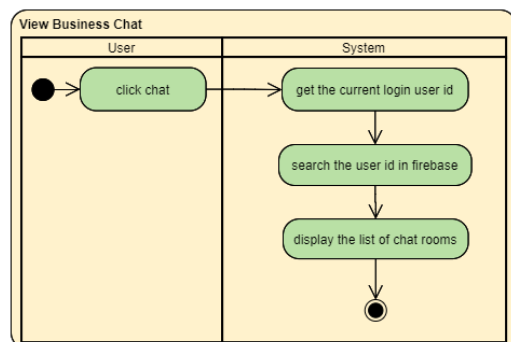 View Business Chat
User
System
click chat
get the current login user id
search the user id in firebase
display the list of chat rooms